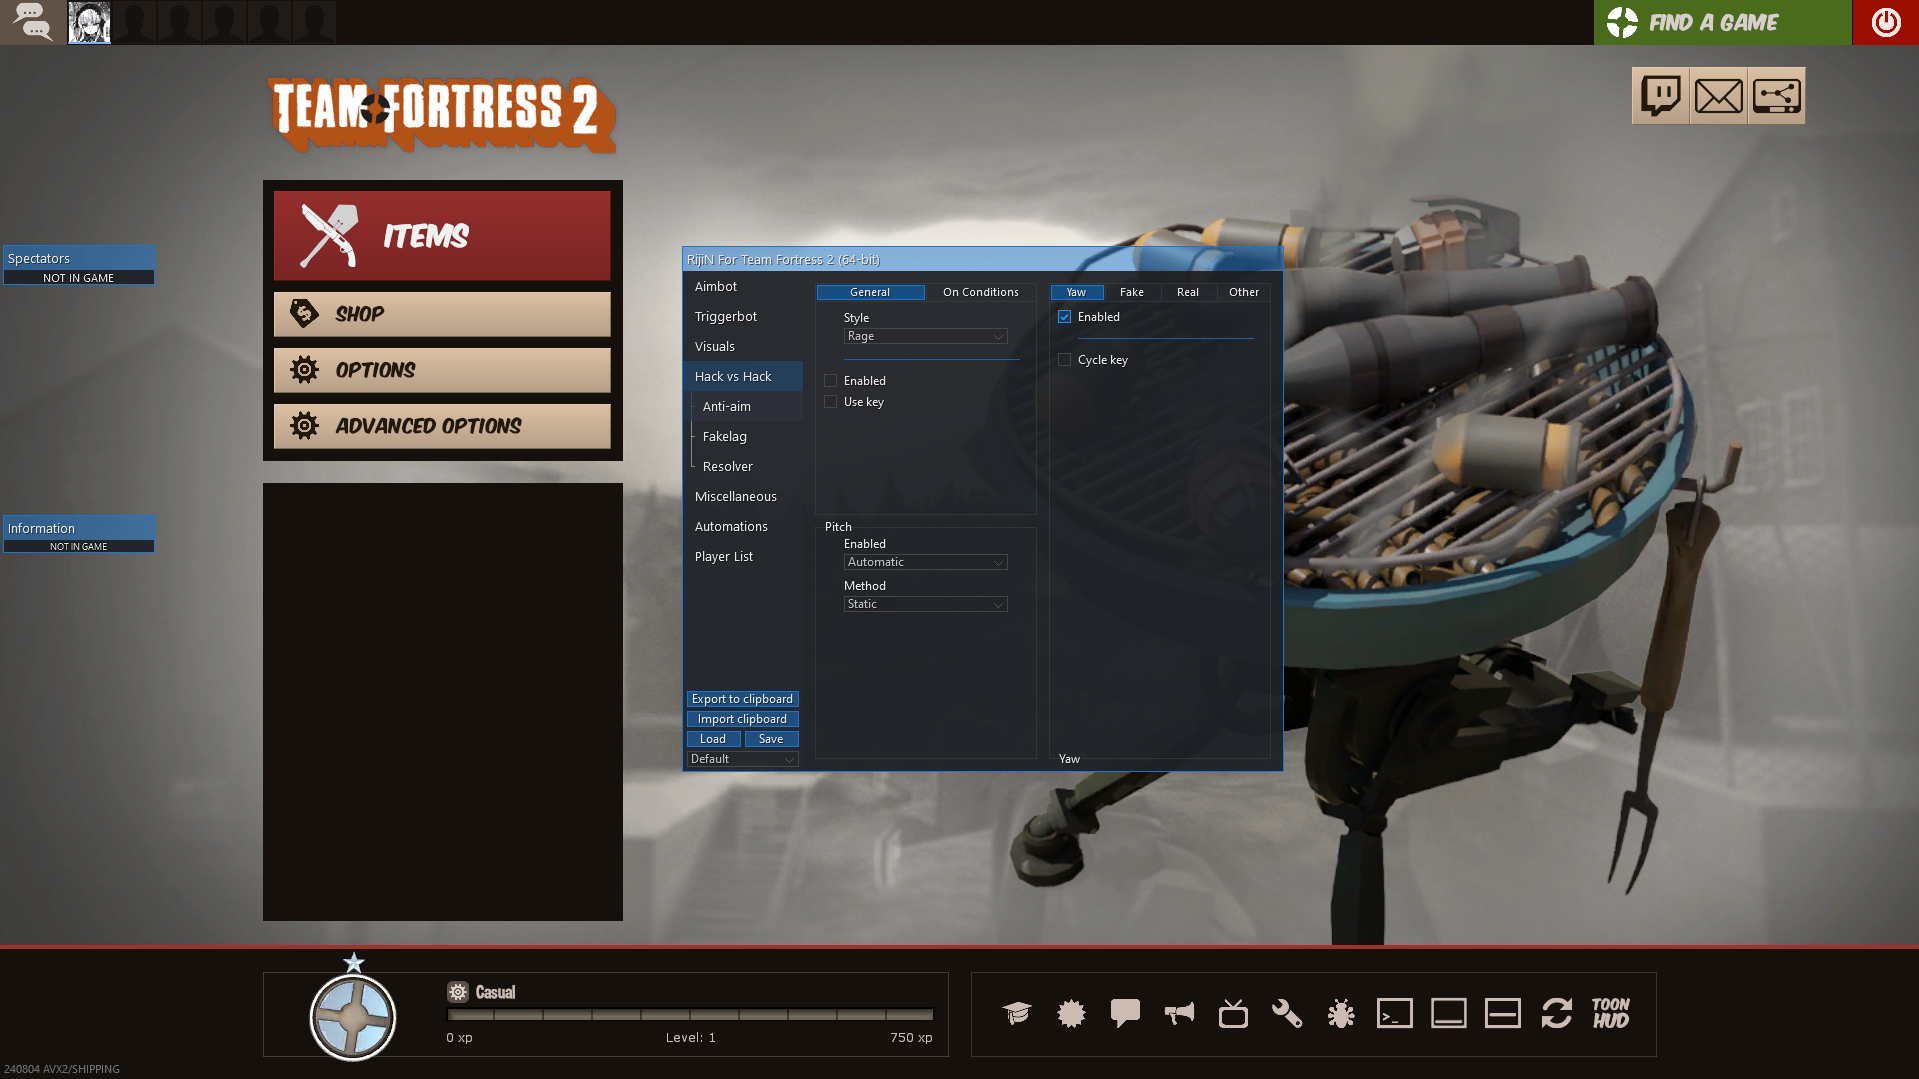 FIND A GAME
TEAM FORTRESS 2
ITEMS
SHOP
OPTIONS
ADVANCED OPTIONS
Spectators
NOT IN GAME
Information
NOT IN GAME
RijiN For Team Fortress 2 (64-bit)
Aimbot
Triggerbot
Visuals
Hack vs Hack
Anti-aim
Fakelag
Resolver
Miscellaneous
Automations
Player List
Export to clipboard
Import clipboard
Load Save
Default
General On Conditions
Style
Rage
Enabled
Use key
Pitch
Enabled
Automatic
Method
Static
Yaw Fake Real Other
Enabled
Cycle key
Yaw
Casual
0 xp Level: 1 750 xp
TOON
HUD
240804 AVX2/SHIPPING